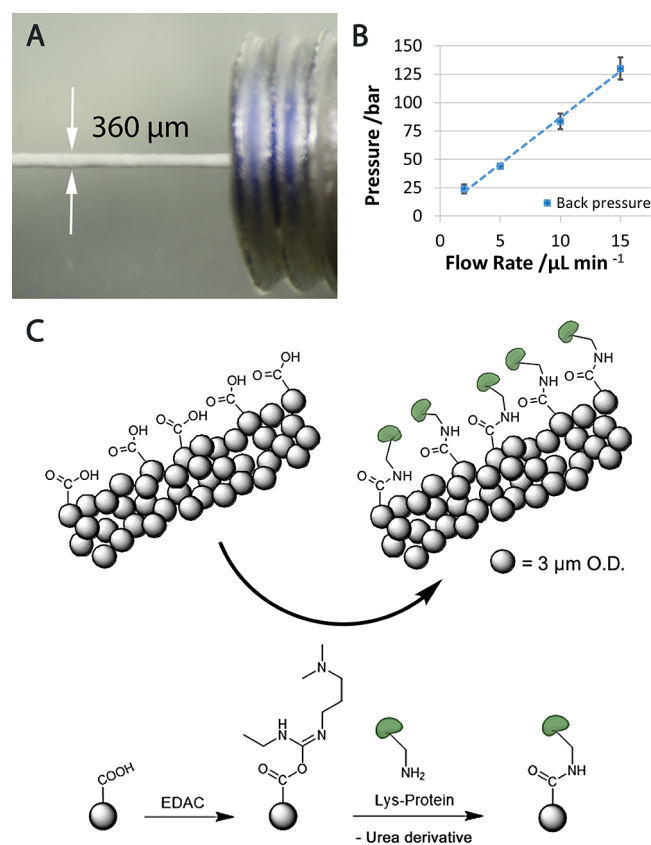 A
360 µm
B
150
125
100
75
50
25
0
Pressure /bar
Back pressure
0 5 10 15
Flow Rate /µL min -1
C
O OH
O OH
O OH
O OH
O OH
O NH
O NH
O NH
O NH
O NH
= 3 µm O.D.
N
H
N N
O
O
COOH
EDAC
NH2
Lys-Protein
- Urea derivative
O NH